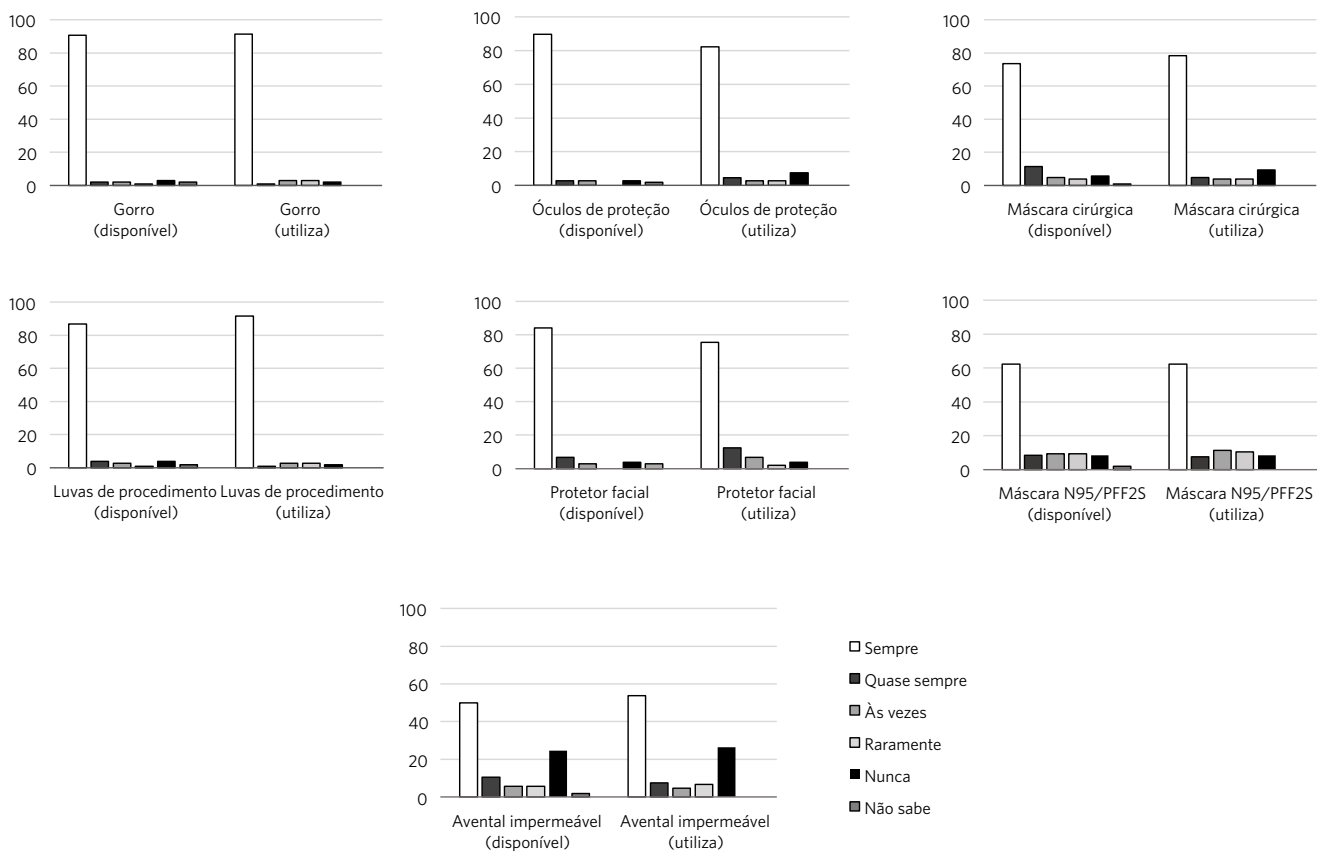 100
80
60
40
20
0
Gorro
(disponível)
Gorro
(utiliza)
100
80
60
40
20
0
Óculos de proteção
(disponível)
Óculos de proteção
(utiliza)
100
80
60
40
20
0
Máscara cirúrgica
(disponível)
Máscara cirúrgica
(utiliza)
100
80
60
40
20
0
Luvas de procedimento
(disponível)
Luvas de procedimento
(utiliza)
100
80
60
40
20
0
Protetor facial
(disponível)
Protetor facial
(utiliza)
100
80
60
40
20
0
Máscara N95/PFF2S
(disponível)
Máscara N95/PFF2S
(utiliza)
100
80
60
40
20
0
Avental impermeável
(disponível)
Avental impermeável
(utiliza)
Sempre
Quase sempre
Às vezes
Raramente
Nunca
Não sabe